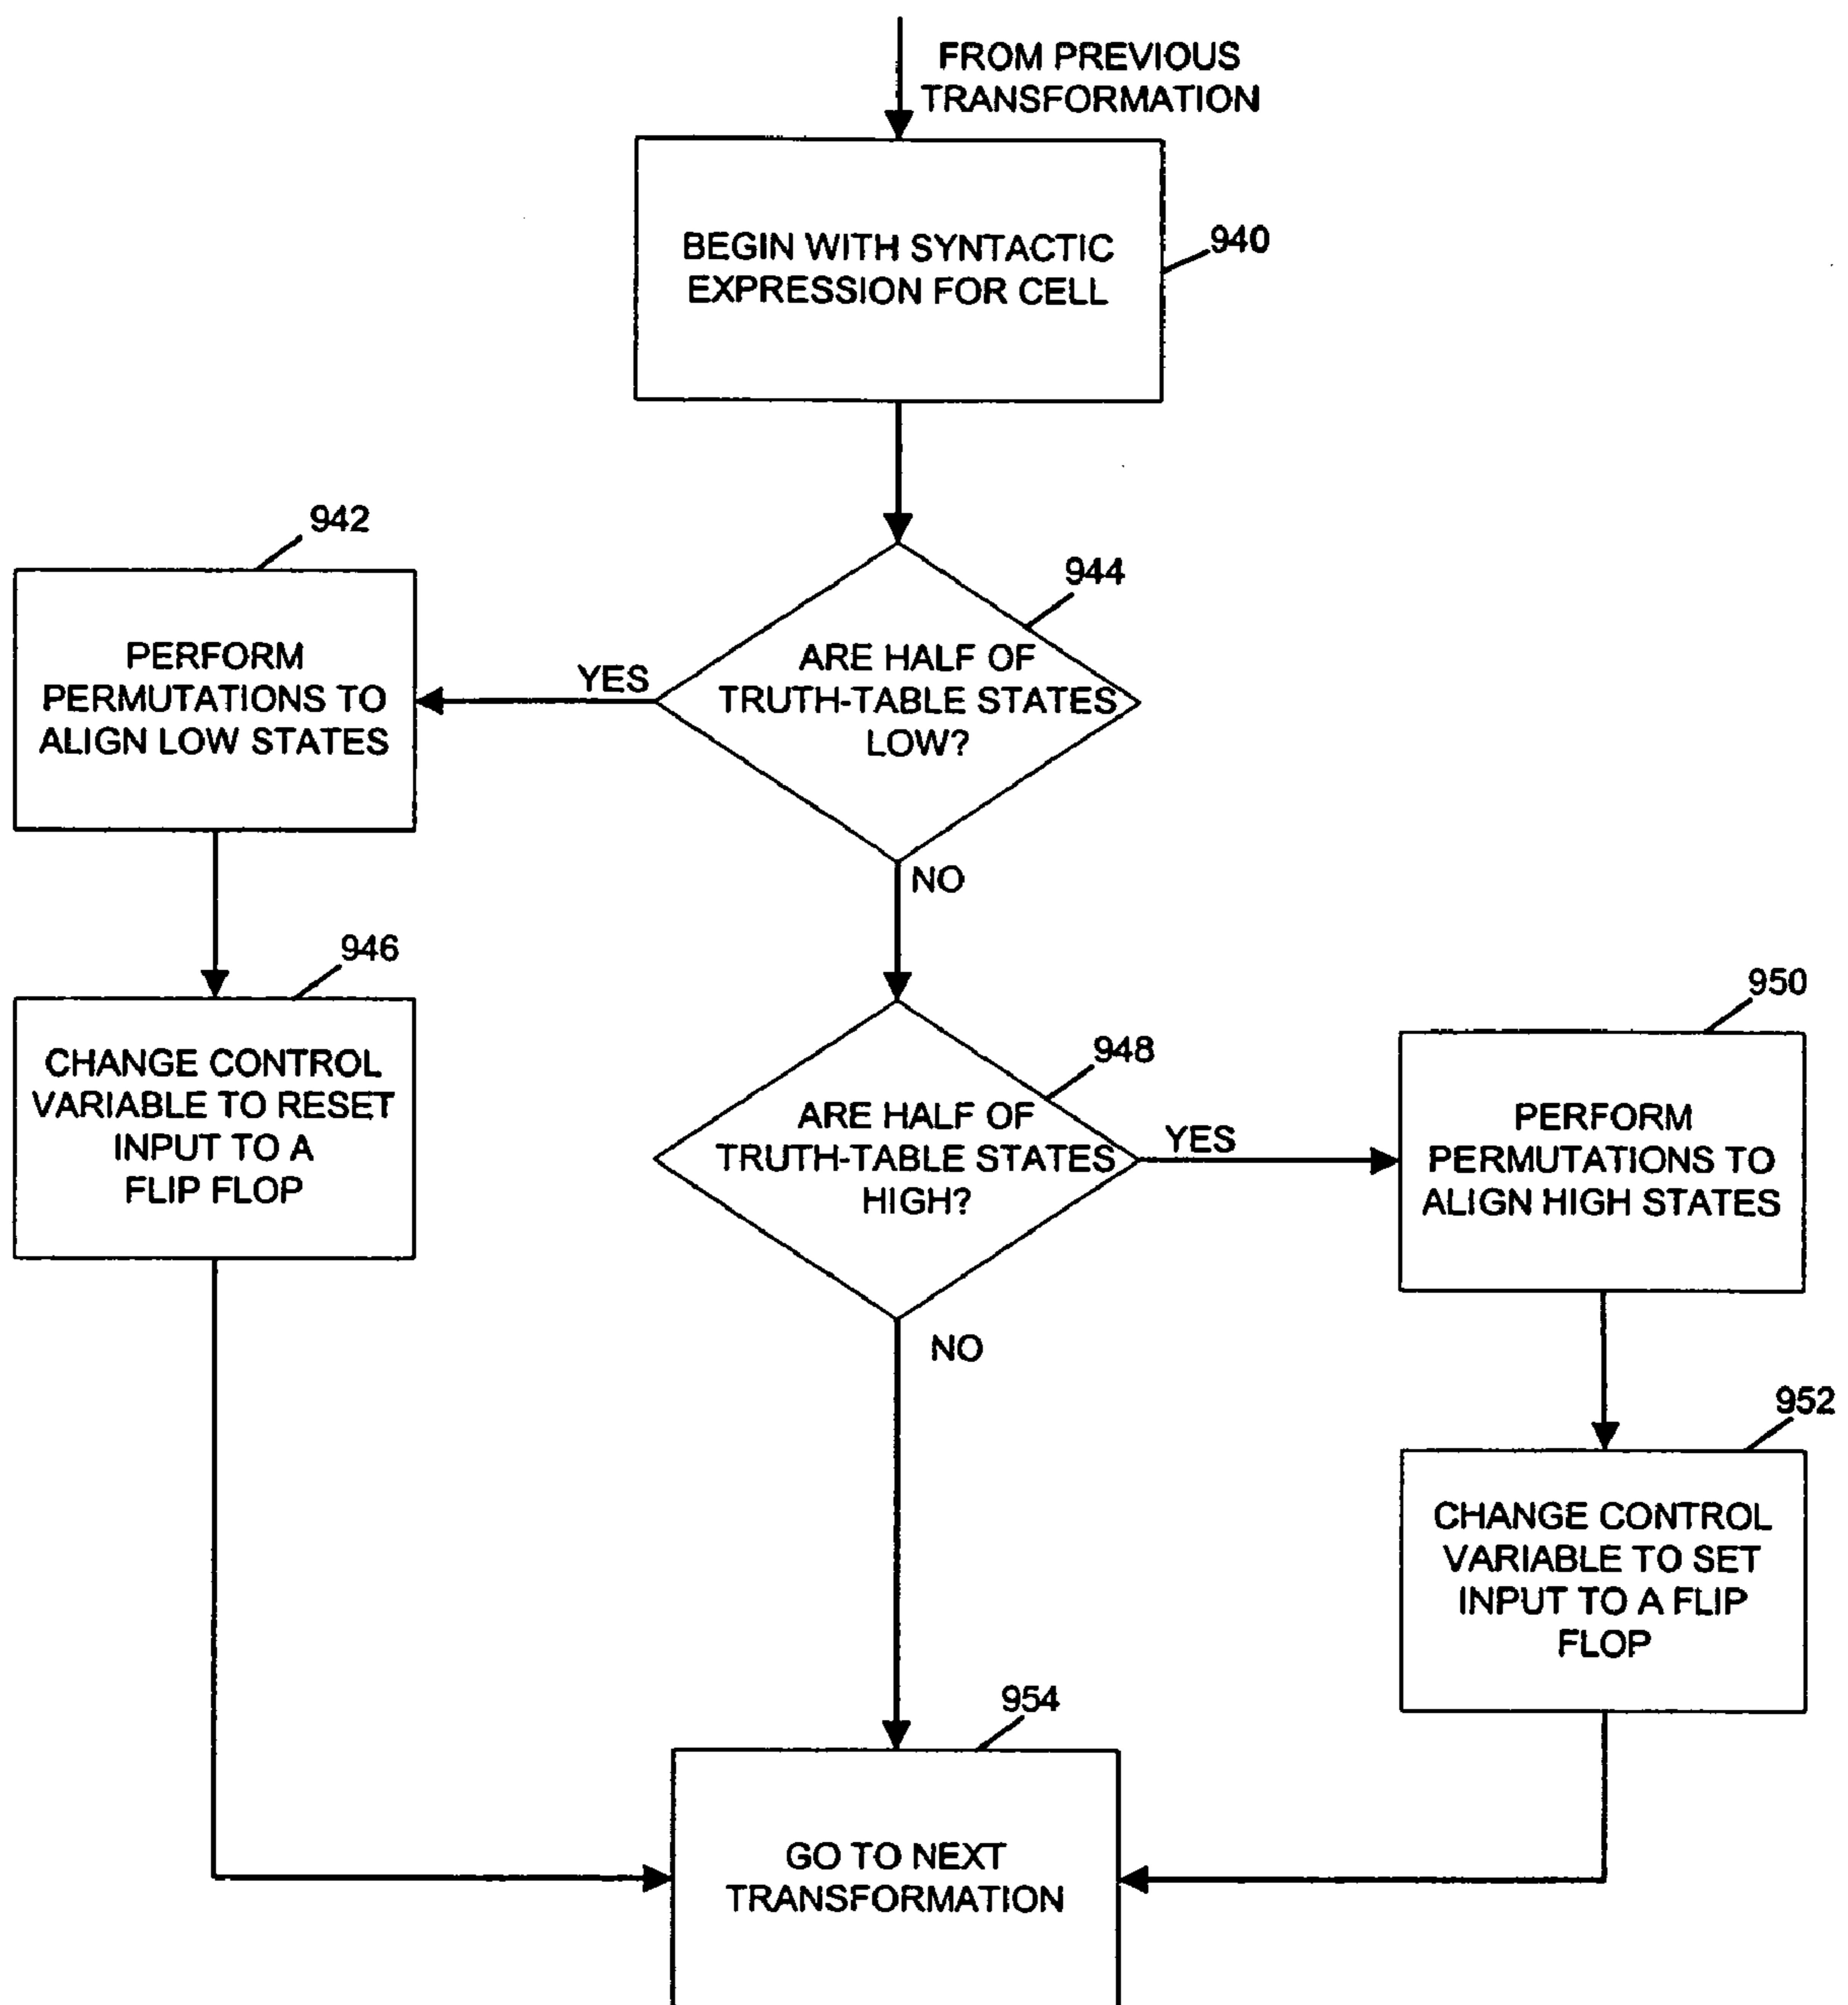 FROM PREVIOUS
TRANSFORMATION
BEGIN WITH SYNTACTIC
EXPRESSION FOR CELL
940
942
944
PERFORM
PERMUTATIONS TO
ALIGN LOW STATES
YES
ARE HALF OF
TRUTH-TABLE STATES
LOW?
NO
946
CHANGE CONTROL
VARIABLE TO RESET
INPUT TO A
FLIP FLOP
948
ARE HALF OF
TRUTH-TABLE STATES
HIGH?
YES
NO
950
PERFORM
PERMUTATIONS TO
ALIGN HIGH STATES
952
CHANGE CONTROL
VARIABLE TO SET
INPUT TO A FLIP
FLOP
954
GO TO NEXT
TRANSFORMATION